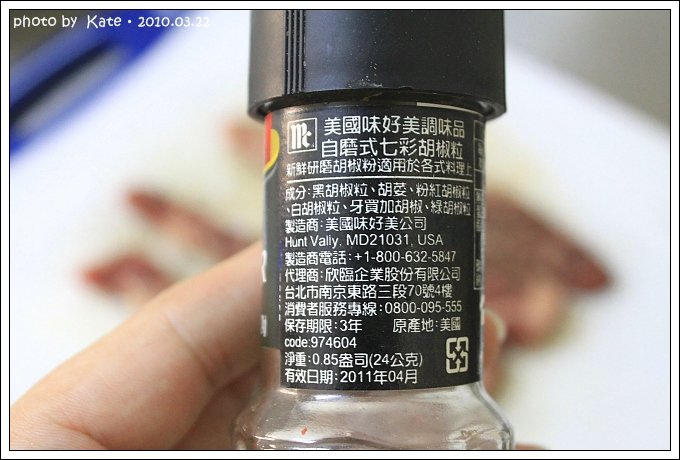 photo by Kate・2010.03.22
Mc
美國味好美調味品
自磨式七彩胡椒粒
新鮮研磨胡椒粉適用於各式料理上
成分: 黑胡椒粒、胡荽、粉紅胡椒粒
、白胡椒粒、牙買加胡椒、綠胡椒粒
製造商: 美國味好美公司
Hunt Vally. MD21031, USA
製造商電話: +1-800-632-5847
代理商: 欣臨企業股份有限公司
台北市南京東路三段70號4樓
消費者服務專線: 0800-095-555
保存期限: 3年 原產地: 美國
code:974604
淨重: 0.85盎司(24公克)
有效日期: 2011年04月
R